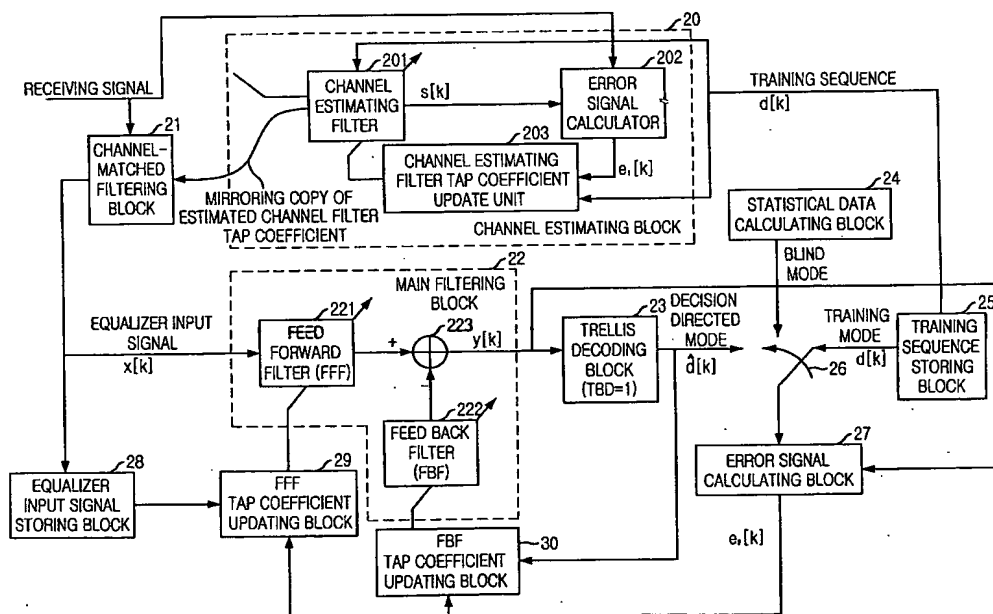 20
201
202
RECEIVING SIGNAL
CHANNEL
ESTIMATING
FILTER
s[k]
ERROR
SIGNAL
CALCULATOR
TRAINING SEQUENCE
d[k]
21
CHANNEL-
MATCHED
FILTERING
BLOCK
203
CHANNEL ESTIMATING
FILTER TAP COEFFICIENT
UPDATE UNIT
e₁[k]
MIRRORING COPY OF
ESTIMATED CHANNEL FILTER
TAP COEFFICIENT
CHANNEL ESTIMATING BLOCK
24
STATISTICAL DATA
CALCULATING BLOCK
BLIND
MODE
22
MAIN FILTERING
BLOCK
221
223
EQUALIZER INPUT
SIGNAL
x[k]
FEED
FORWARD
FILTER (FFF)
+
y[k]
23
TRELLIS
DECODING
BLOCK
(TBD=1)
DECISION
DIRECTED
MODE
d̂[k]
TRAINING
MODE
d[k]
26
25
TRAINING
SEQUENCE
STORING
BLOCK
−
222
FEED BACK
FILTER
(FBF)
28
EQUALIZER
INPUT SIGNAL
STORING BLOCK
29
FFF
TAP COEFFICIENT
UPDATING BLOCK
27
ERROR SIGNAL
CALCULATING BLOCK
30
FBF
TAP COEFFICIENT
UPDATING BLOCK